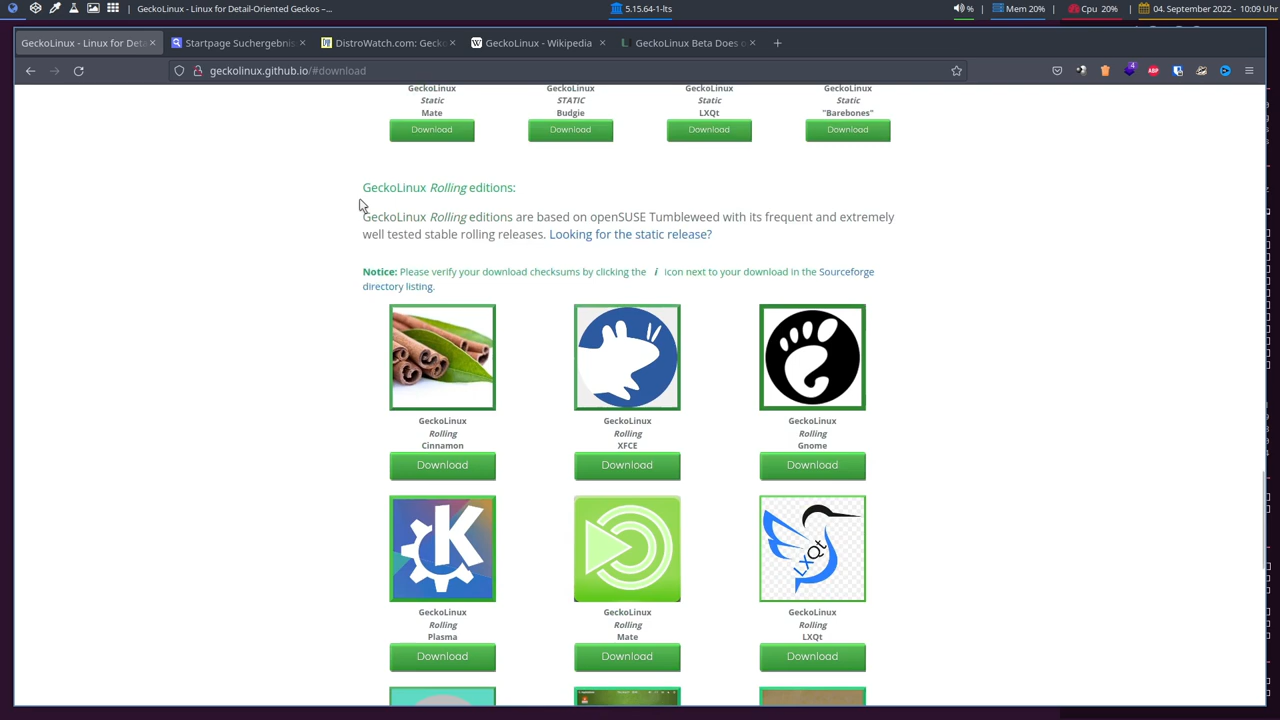 GeckoLinux - Linux for Detail-Oriented Geckos –...
5.15.64-1-lts
%
Mem 20%
Cpu 20%
04. September 2022 - 10:09 Uhr
GeckoLinux - Linux for Deta
Startpage Suchergebnis
DistroWatch.com: Gec
GeckoLinux - Wikipedia
GeckoLinux Beta Does o
geckolinux.github.io/#download
4
ABP
GeckoLinux
Static
Mate
Download
GeckoLinux
STATIC
Budgie
Download
GeckoLinux
Static
LXQt
Download
GeckoLinux
Static
"Barebones"
Download
GeckoLinux Rolling editions:
GeckoLinux Rolling editions are based on openSUSE Tumbleweed with its frequent and extremely
well tested stable rolling releases. Looking for the static release?
Notice: Please verify your download checksums by clicking the i icon next to your download in the Sourceforge
directory listing.
GeckoLinux
Rolling
Cinnamon
Download
GeckoLinux
Rolling
XFCE
Download
GeckoLinux
Rolling
Gnome
Download
K
LXQt
GeckoLinux
Rolling
Plasma
Download
GeckoLinux
Rolling
Mate
Download
GeckoLinux
Rolling
LXQt
Download